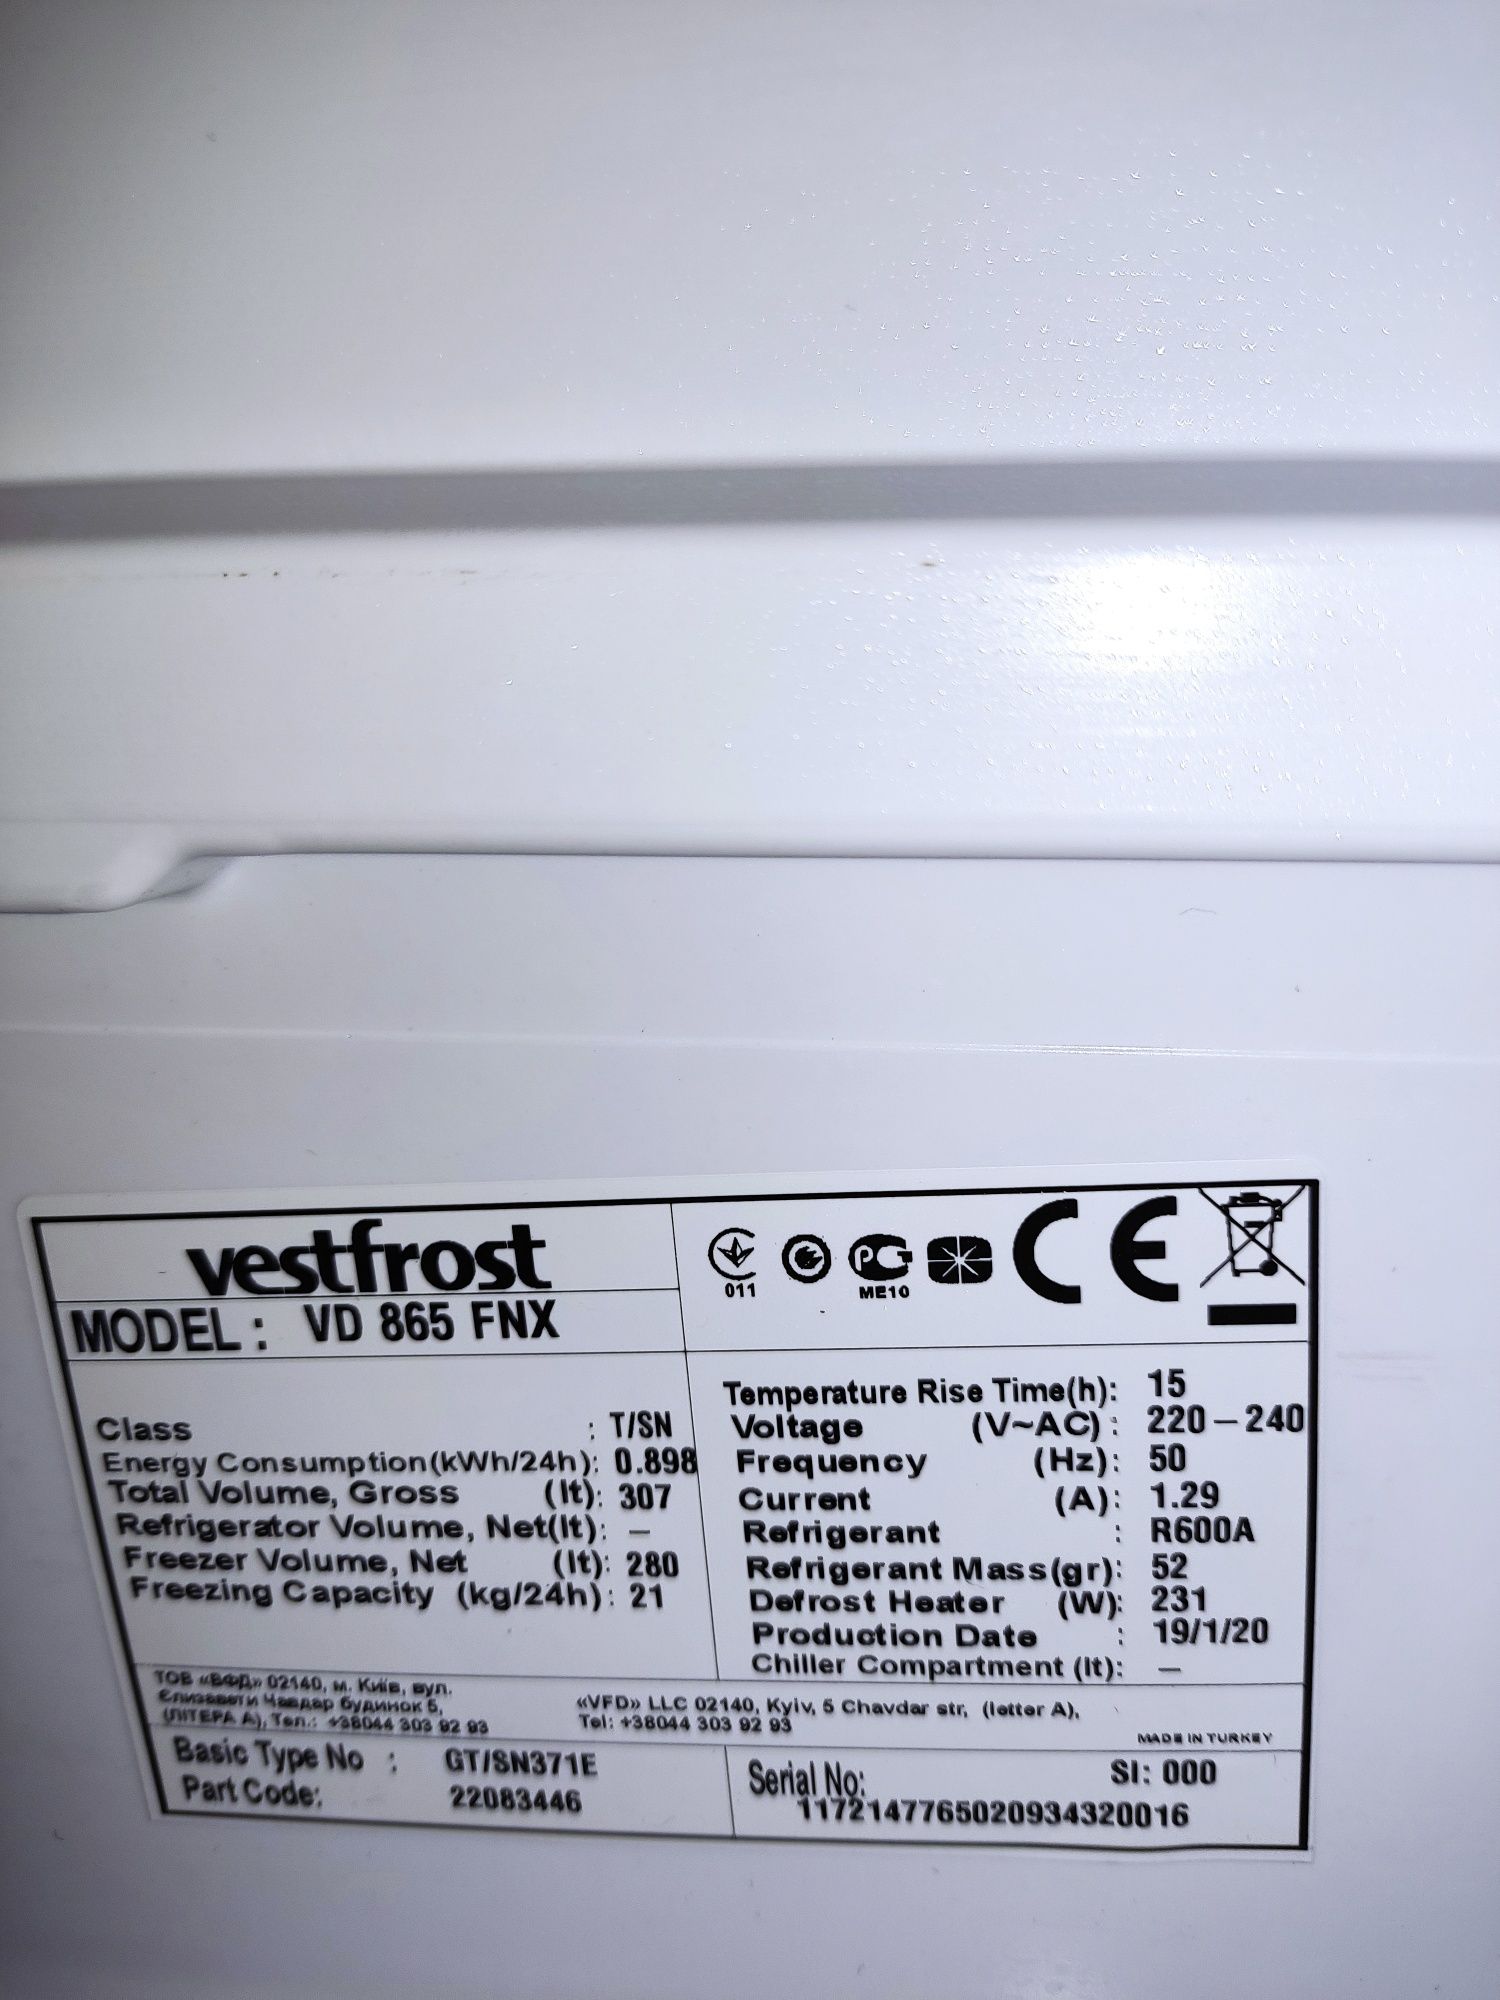 vestfrost
MODEL : VD 865 FNX
011
PC
ME10
CE
Class : T/SN
Energy Consumption(kWh/24h): 0.898
Total Volume, Gross (lt): 307
Refrigerator Volume, Net(lt): –
Freezer Volume, Net (lt): 280
Freezing Capacity (kg/24h): 21
Temperature Rise Time(h): 15
Voltage (V~AC) : 220–240
Frequency (Hz): 50
Current (A): 1.29
Refrigerant : R600A
Refrigerant Mass(gr): 52
Defrost Heater (W): 231
Production Date : 19/1/20
Chiller Compartment (lt): –
ТОВ «ВФД» 02140, м. Київ, вул.
Єлизавети Чавдар будинок 5,
(ЛІТЕРА А), Тел.: +38044 303 92 93
«VFD» LLC 02140, Kyiv, 5 Chavdar str, (letter A),
Tel: +38044 303 92 93
MADE IN TURKEY
Basic Type No : GT/SN371E
Part Code: 22083446
Serial No: SI: 000
1172147765020934320016